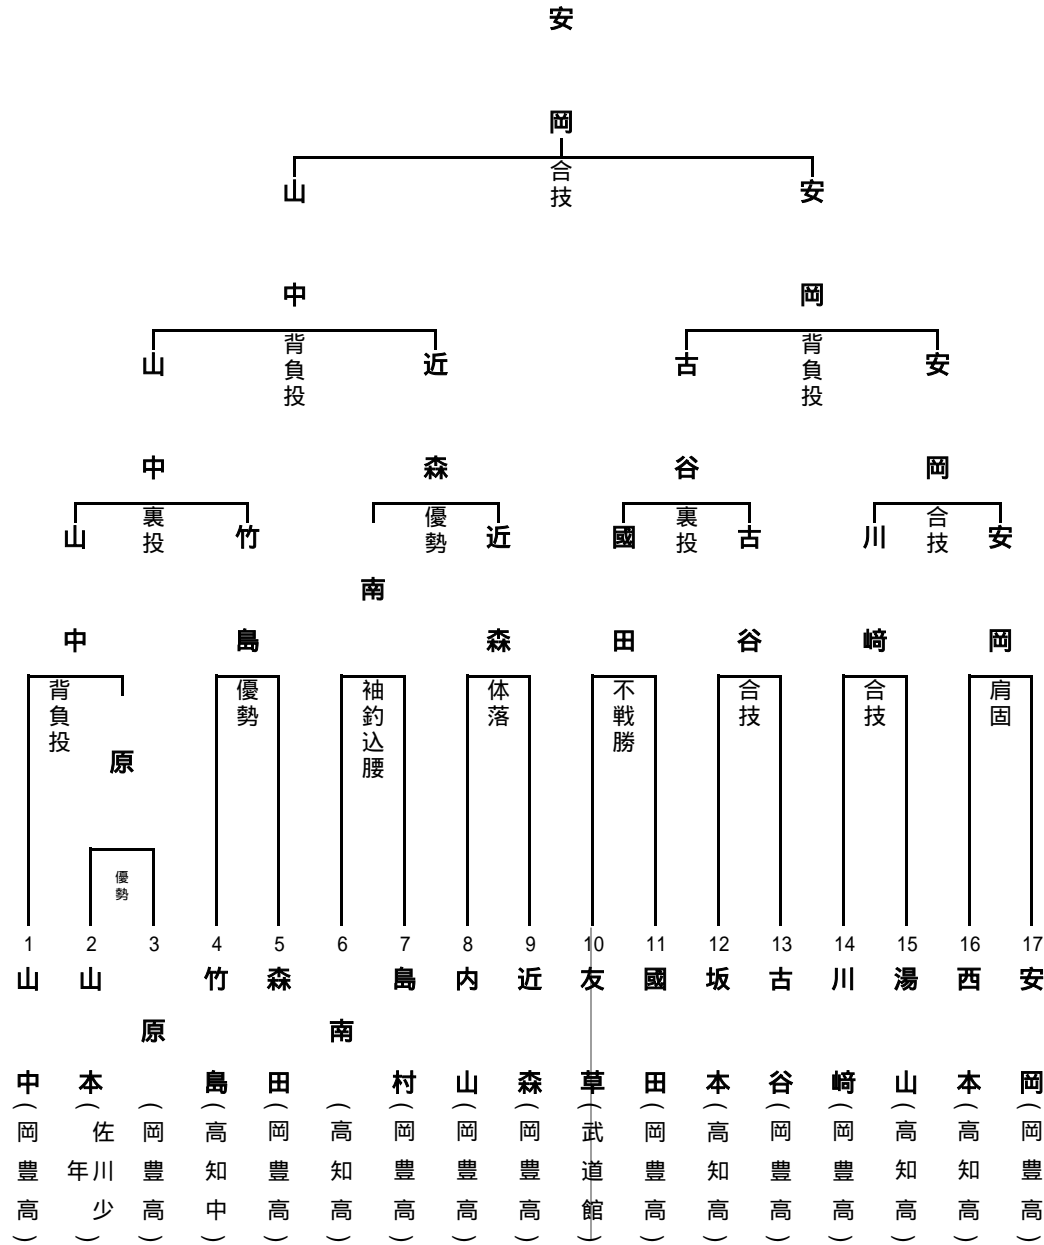 安岡
合技
山中
安岡
背負投
背負投
山中
近森
古谷
安岡
裏投
優勢
裏投
合技
山中
竹島
南
近森
國田
古谷
川﨑
安岡
背負投
優勢
袖釣込腰
体落
不戦勝
合技
合技
肩固
原
優勢
1 2 3 4 5 6 7 8 9 10 11 12 13 14 15 16 17
山中(岡豊高)
山本(佐川少年)
原(岡豊高)
竹島(高知中)
森田(岡豊高)
南(高知高)
島村(岡豊高)
内山(岡豊高)
近森(岡豊高)
友草(武道館)
國田(岡豊高)
坂本(高知高)
古谷(岡豊高)
川﨑(岡豊高)
湯山(高知高)
西本(高知高)
安岡(岡豊高)